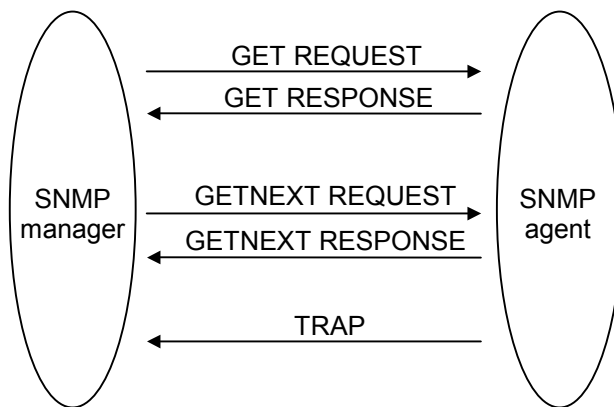 GET REQUEST
GET RESPONSE
SNMP
manager
GETNEXT REQUEST
GETNEXT RESPONSE
SNMP
agent
TRAP